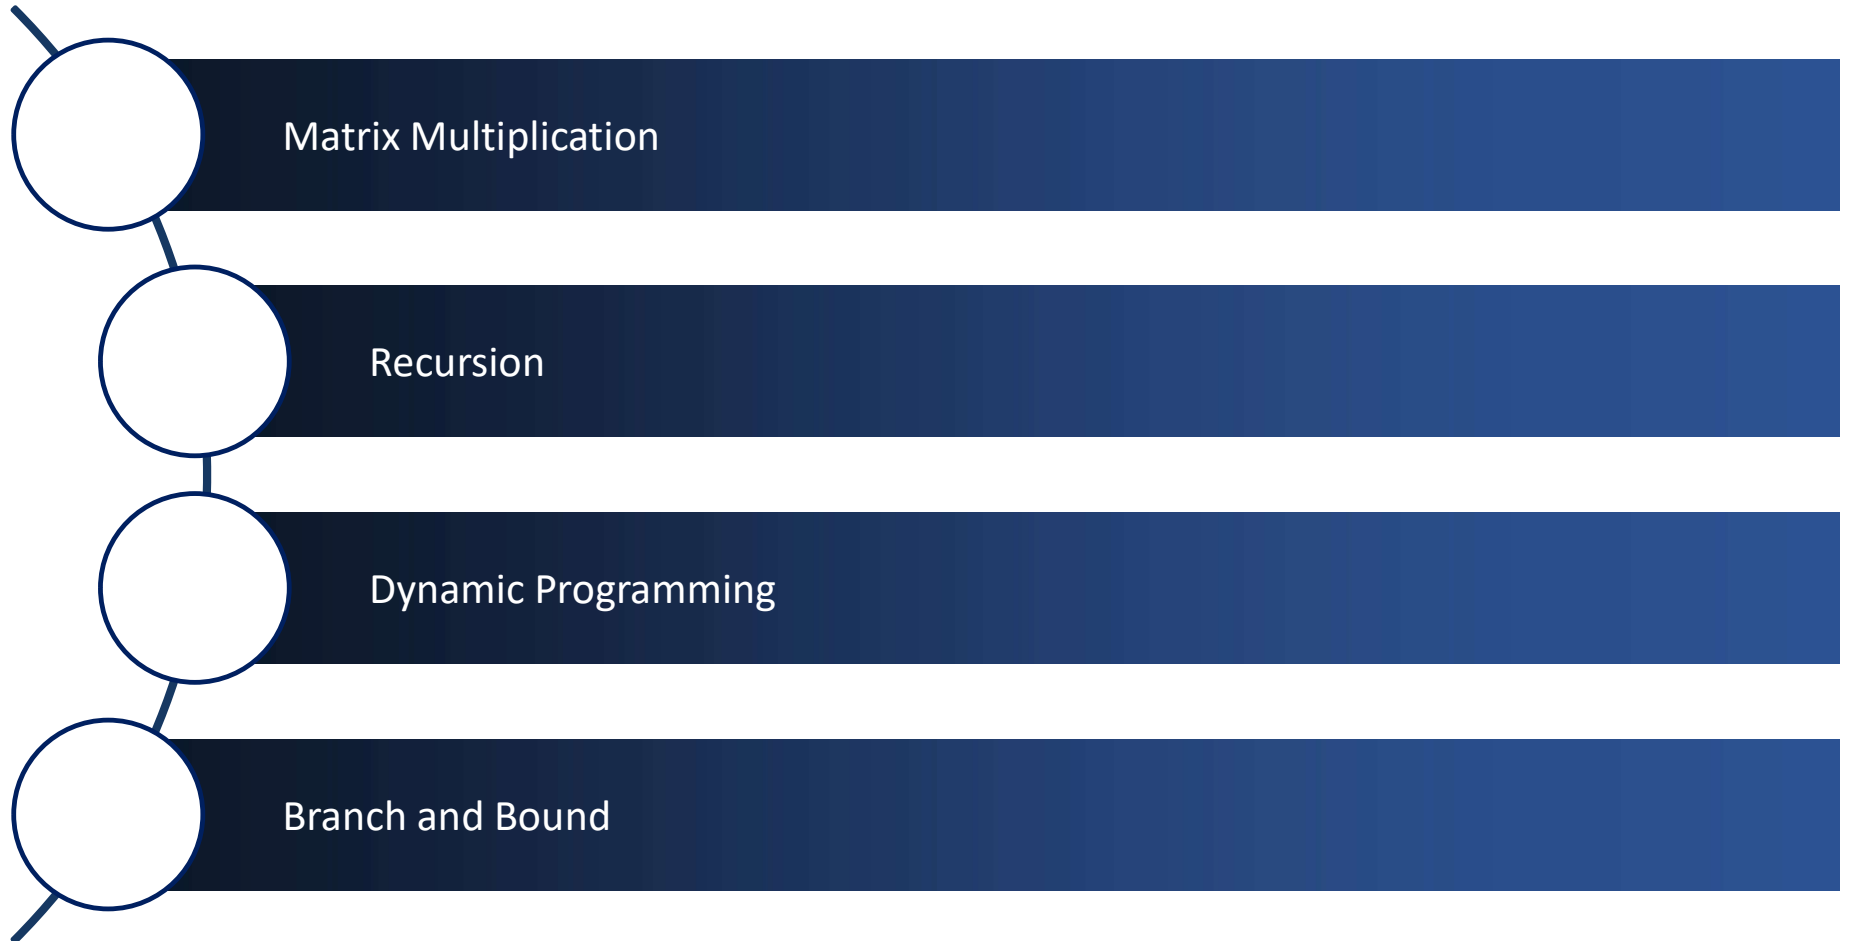 Matrix Multiplication
Recursion
Dynamic Programming
Branch and Bound